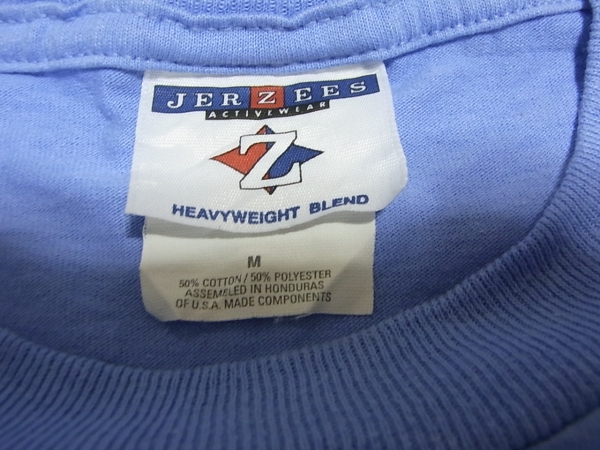 JERZEES
ACTIVEWEAR
Z
HEAVYWEIGHT BLEND
M
50% COTTON/50% POLYESTER
ASSEMBLED IN HONDURAS
OF U.S.A. MADE COMPONENTS